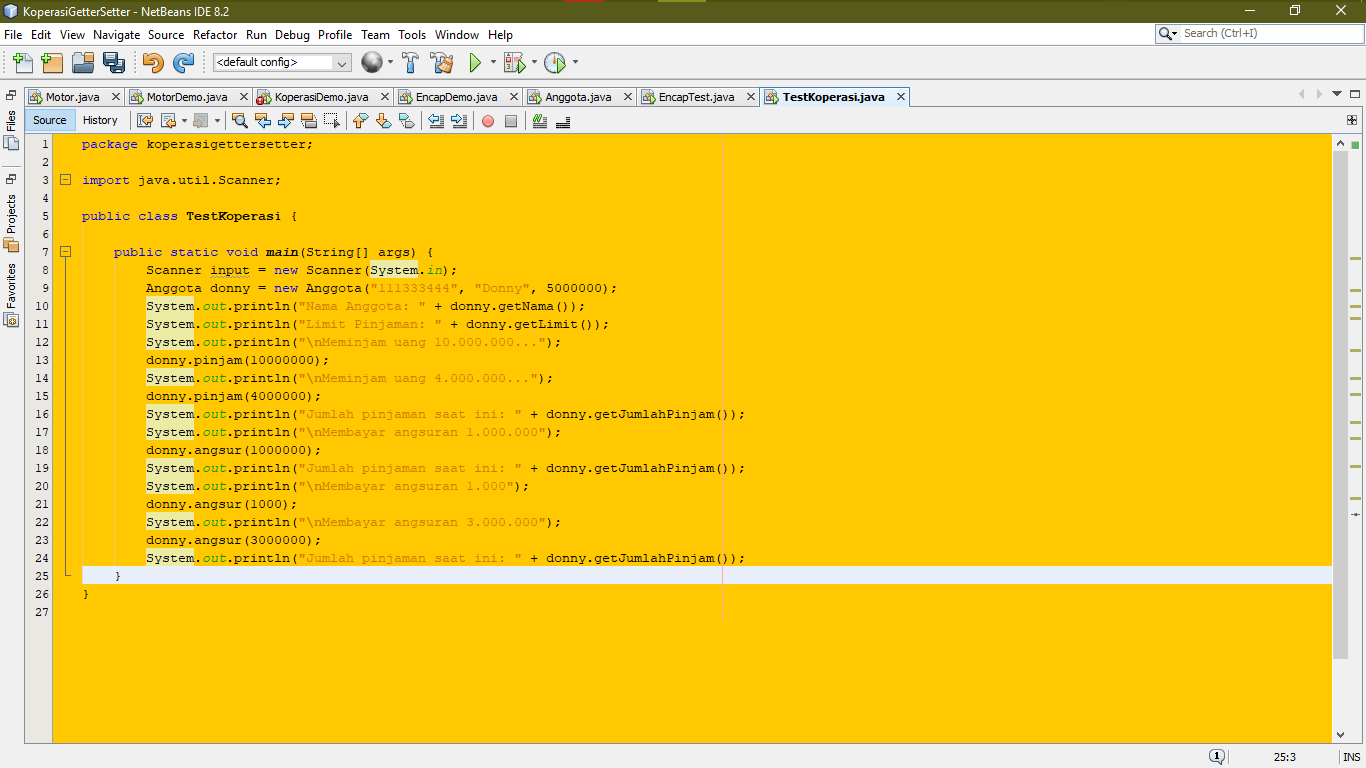 KoperasiGetterSetter - NetBeans IDE 8.2
File Edit View Navigate Source Refactor Run Debug Profile Team Tools Window Help
Search (Ctrl+I)
<default config>
Motor.java MotorDemo.java KoperasiDemo.java EncapDemo.java Anggota.java EncapTest.java TestKoperasi.java
Source History
Files
Projects
Favorites
1 package koperasigettersetter;
2
3 import java.util.Scanner;
4
5 public class TestKoperasi {
6
7 public static void main(String[] args) {
8 Scanner input = new Scanner(System.in);
9 Anggota donny = new Anggota("111333444", "Donny", 5000000);
10 System.out.println("Nama Anggota: " + donny.getNama());
11 System.out.println("Limit Pinjaman: " + donny.getLimit());
12 System.out.println("\nMeminjam uang 10.000.000...");
13 donny.pinjam(10000000);
14 System.out.println("\nMeminjam uang 4.000.000...");
15 donny.pinjam(4000000);
16 System.out.println("Jumlah pinjaman saat ini: " + donny.getJumlahPinjam());
17 System.out.println("\nMembayar angsuran 1.000.000");
18 donny.angsur(1000000);
19 System.out.println("Jumlah pinjaman saat ini: " + donny.getJumlahPinjam());
20 System.out.println("\nMembayar angsuran 1.000");
21 donny.angsur(1000);
22 System.out.println("\nMembayar angsuran 3.000.000");
23 donny.angsur(3000000);
24 System.out.println("Jumlah pinjaman saat ini: " + donny.getJumlahPinjam());
25 }
26 }
27
1 25:3 INS